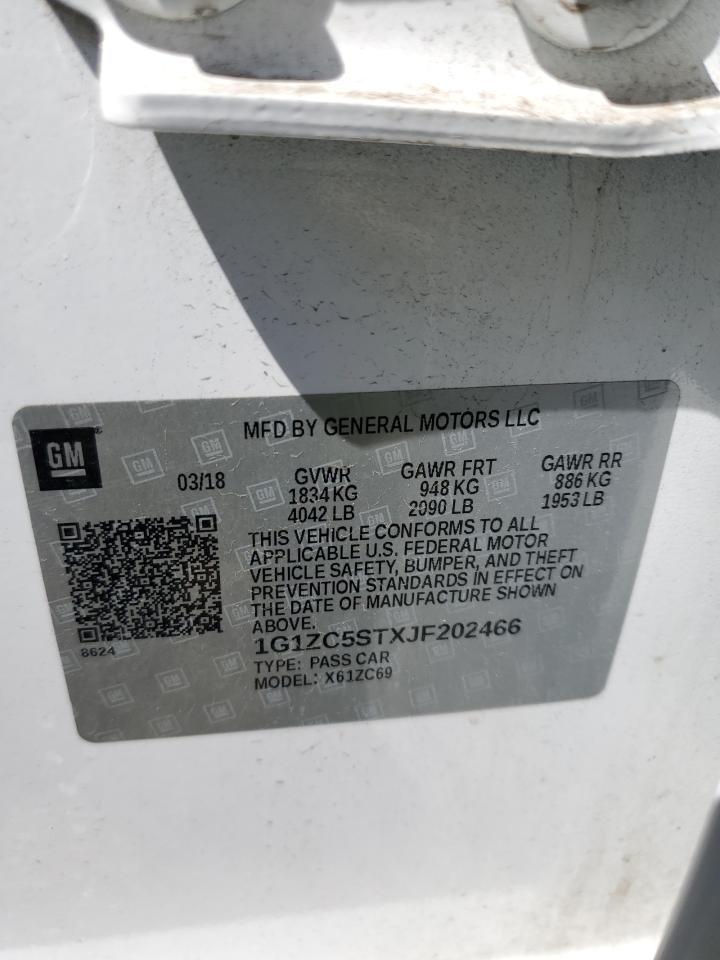 GM
MFD BY GENERAL MOTORS LLC
03/18 GVWR GAWR FRT GAWR RR
1834 KG 948 KG 886 KG
4042 LB 2090 LB 1953 LB
THIS VEHICLE CONFORMS TO ALL
APPLICABLE U.S. FEDERAL MOTOR
VEHICLE SAFETY, BUMPER, AND THEFT
PREVENTION STANDARDS IN EFFECT ON
THE DATE OF MANUFACTURE SHOWN
ABOVE.
8624
1G1ZC5STXJF202466
TYPE: PASS CAR
MODEL: X61ZC69